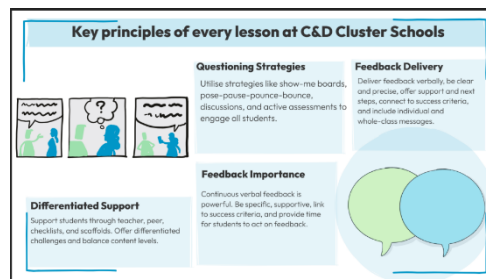 Key principles of every lesson at C&D Cluster Schools
Questioning Strategies
Utilise strategies like show-me boards,
pose-pause-pounce-bounce,
discussions, and active assessments to
engage all students.
Feedback Delivery
Deliver feedback verbally, be clear
and precise, offer support and next
steps, connect to success criteria,
and include individual and
whole-class messages.
Differentiated Support
Support students through teacher, peer,
checklists, and scaffolds. Offer differentiated
challenges and balance content levels.
Feedback Importance
Continuous verbal feedback is
powerful. Be specific, supportive, link
to success criteria, and provide time
for students to act on feedback.